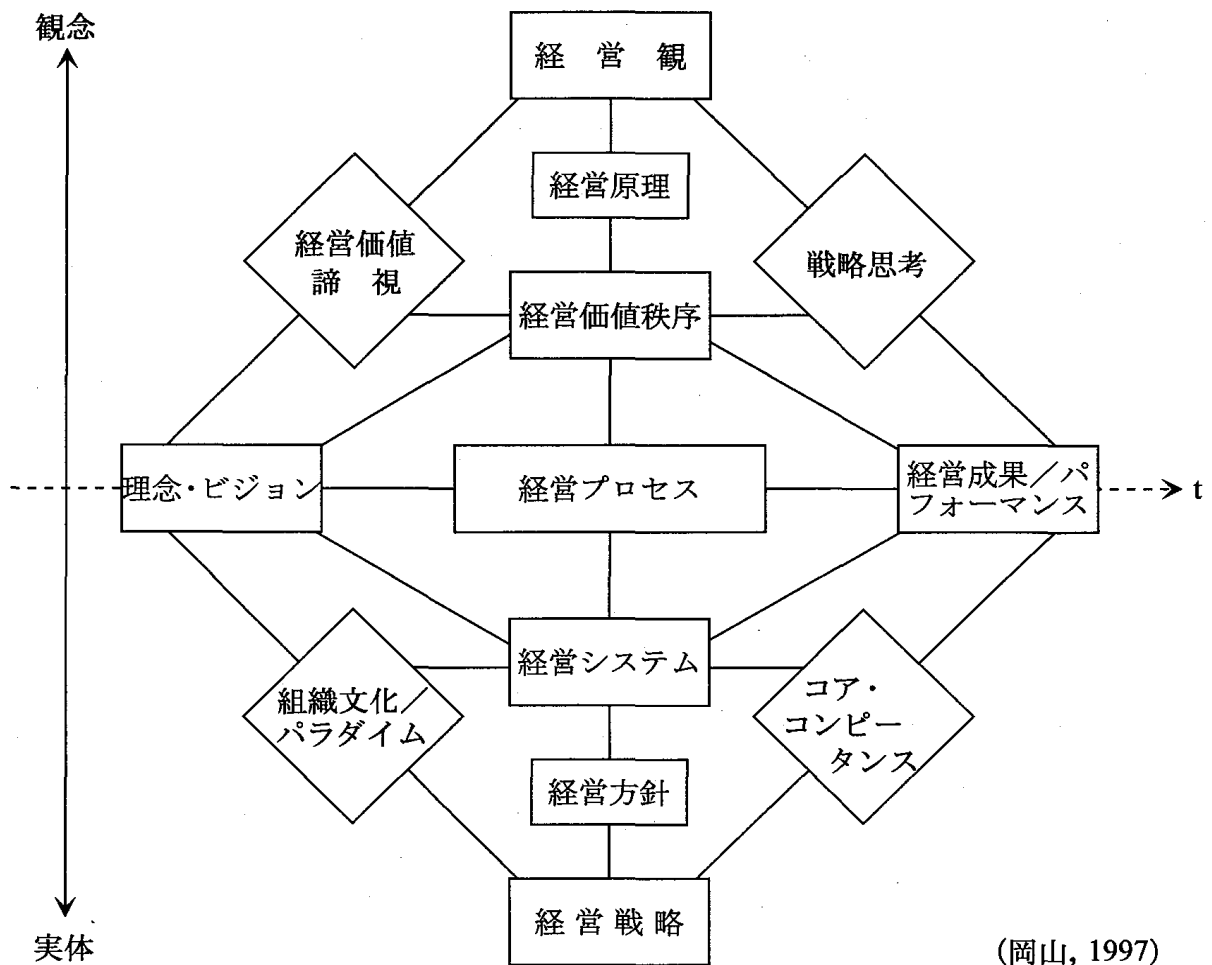 観念
経営観
経営原理
経営価値
諦視
戦略思考
経営価値秩序
理念・ビジョン
経営プロセス
経営成果／パ
フォーマンス
t
経営システム
組織文化／
パラダイム
コア・
コンピー
タンス
経営方針
経営戦略
実体
(岡山, 1997)